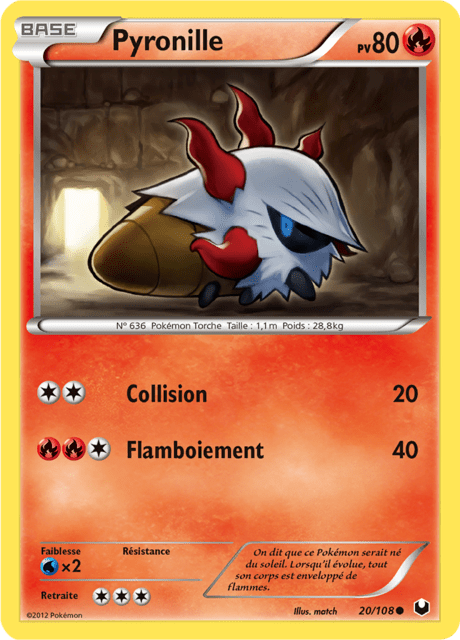 BASE
Pyronille
PV80
N° 636 Pokémon Torche Taille : 1,1m Poids : 28,8kg
Collision 20
Flamboiement 40
Faiblesse Résistance
×2
Retraite
On dit que ce Pokémon serait né
du soleil. Lorsqu'il évolue, tout
son corps est enveloppé de
flammes.
©2012 Pokémon
Illus. match 20/108